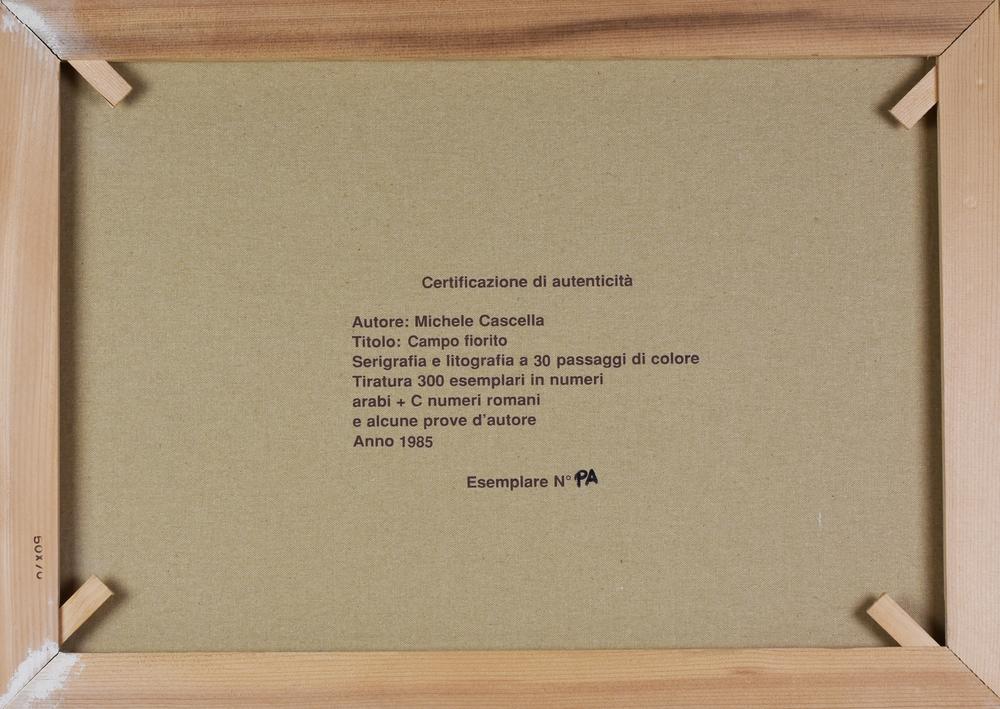 Certificazione di autenticità
Autore: Michele Cascella
Titolo: Campo fiorito
Serigrafia e litografia a 30 passaggi di colore
Tiratura 300 esemplari in numeri
arabi + C numeri romani
e alcune prove d'autore
Anno 1985
Esemplare N° PA
50x70